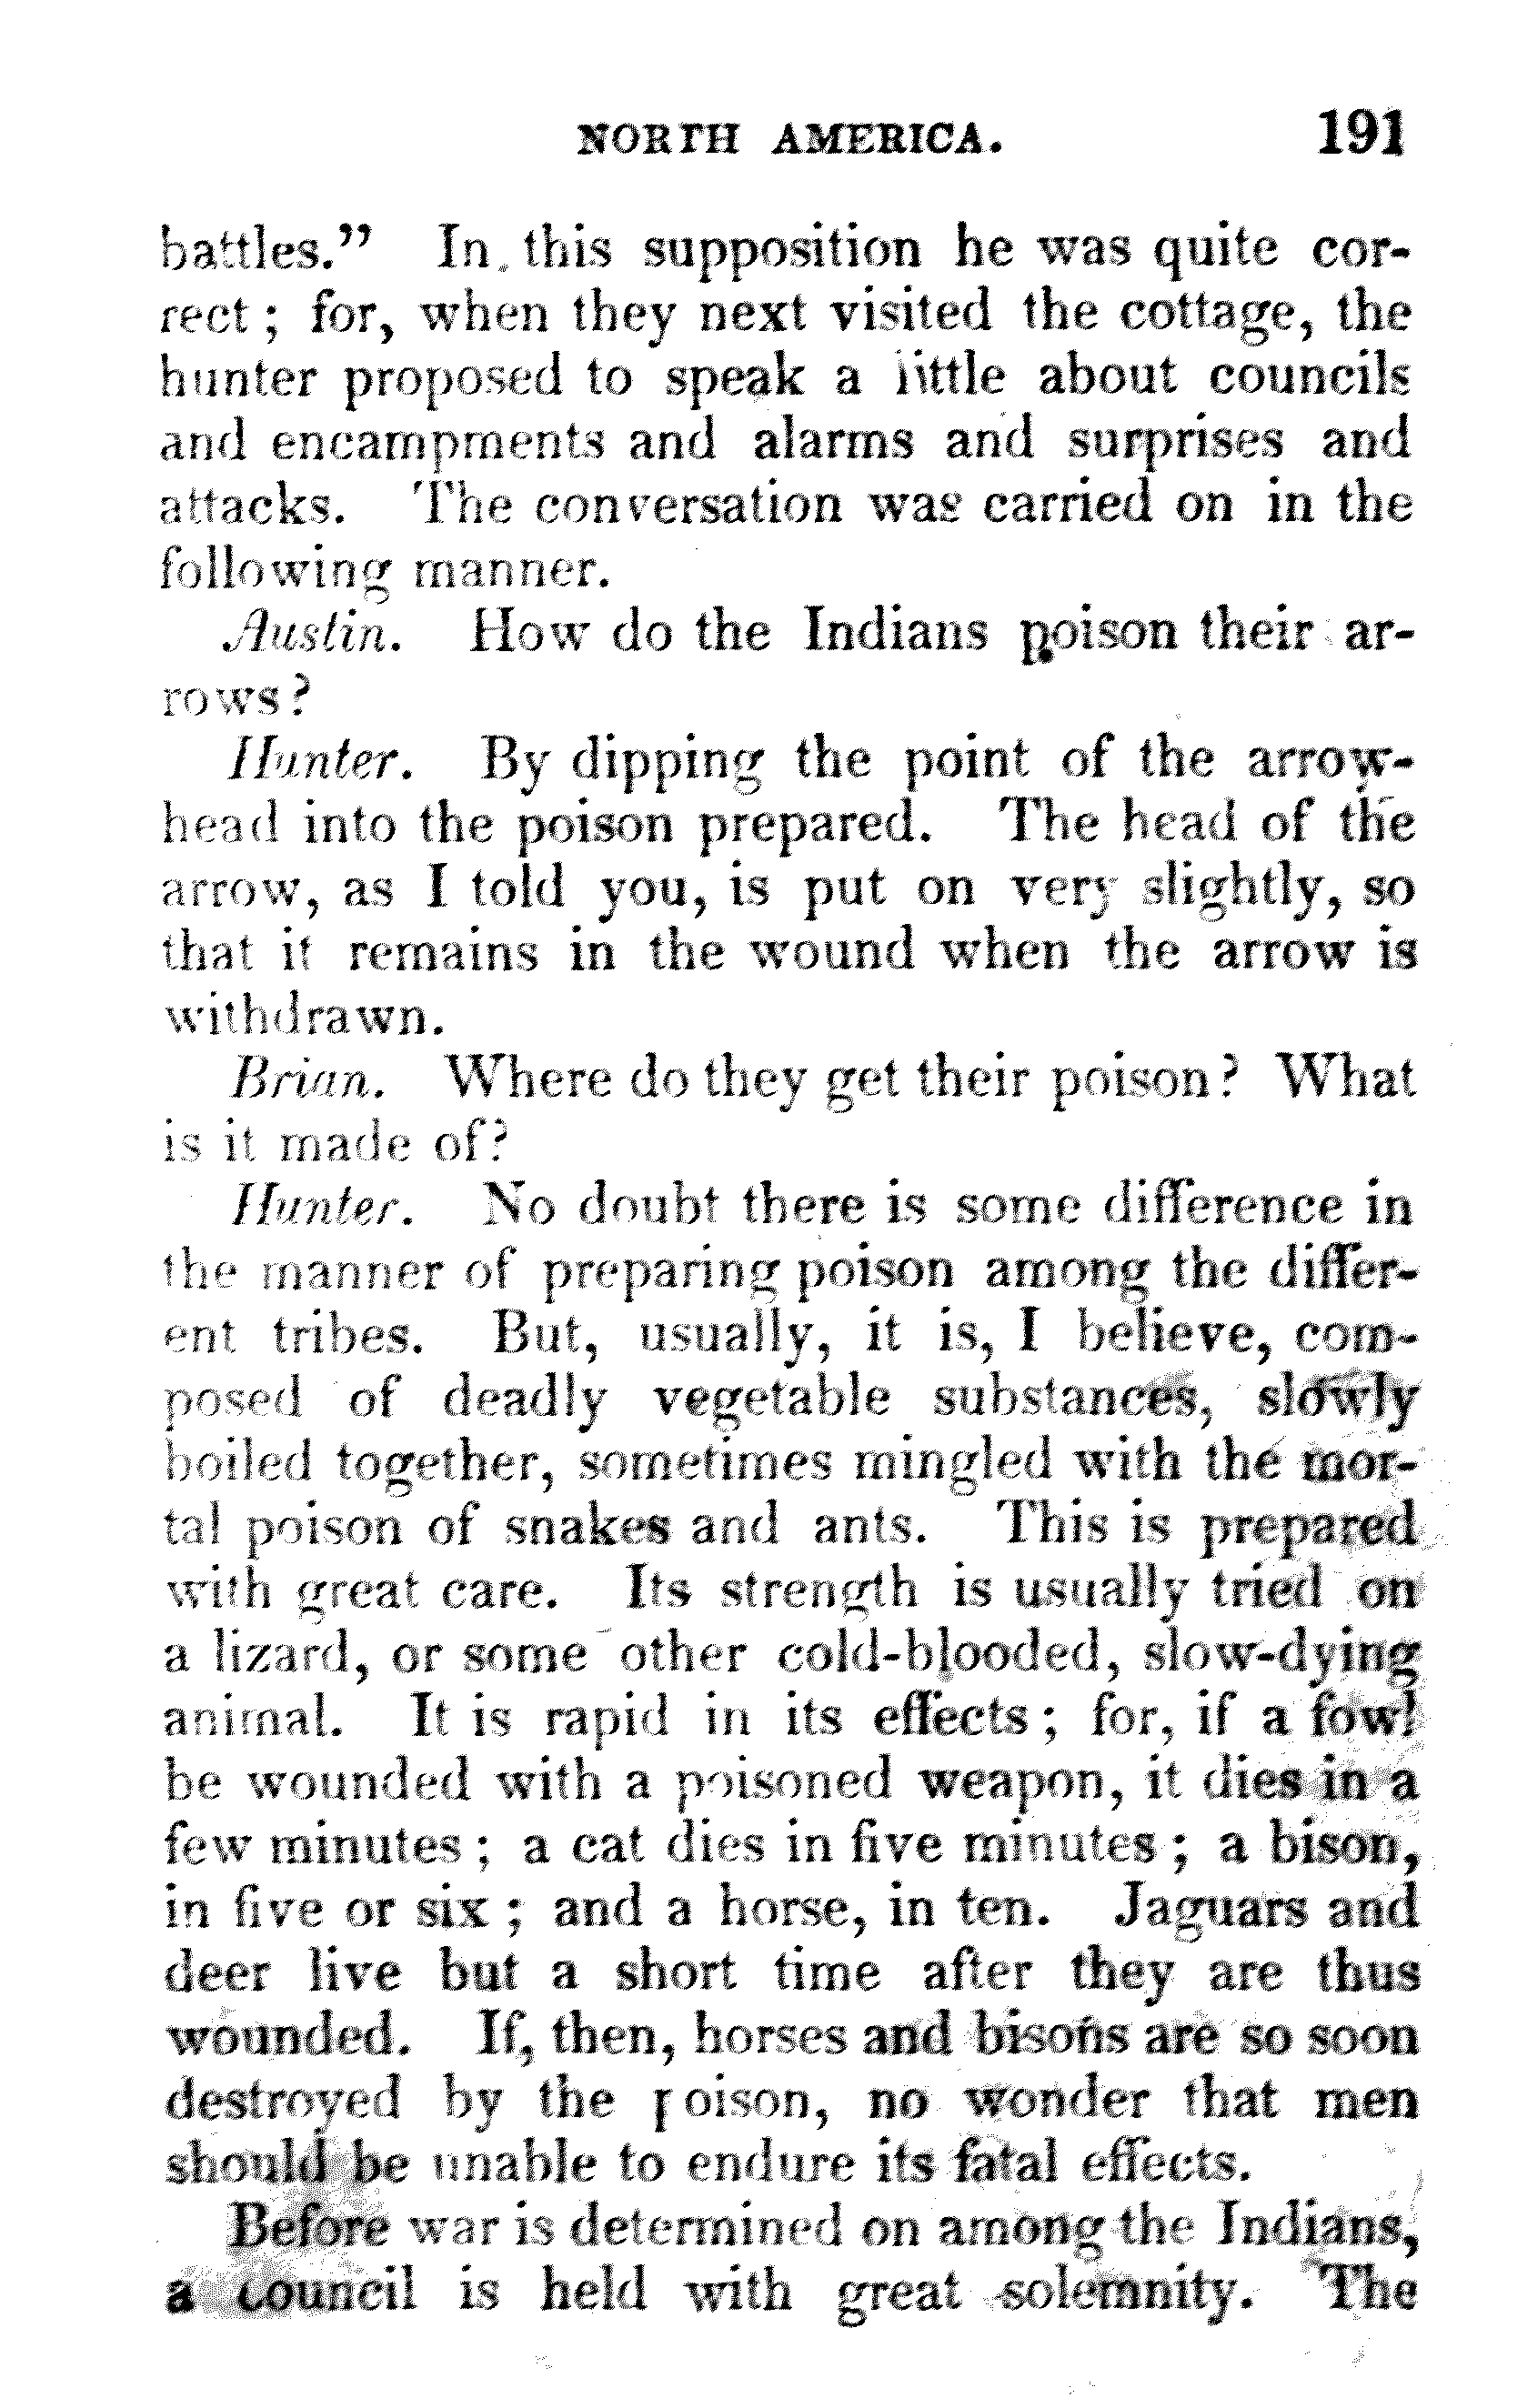 NORTH AMERICA. 191
battles.” In this supposition he was quite cor-
rect; for, when they next visited the cottage, the
hunter proposed to speak a little about councils
and encampments and alarms and surprises and
attacks. The conversation was carried on in the
following manner.
Austin. How do the Indians poison their ar-
rows?
Hunter. By dipping the point of the arrow-
head into the poison prepared. The head of the
arrow, as I told you, is put on very slightly, so
that it remains in the wound when the arrow is
withdrawn.
Brian. Where do they get their poison? What
is it made of?
Hunter. No doubt there is some difference in
the manner of preparing poison among the differ-
ent tribes. But, usually, it is, I believe, com-
posed of deadly vegetable substances, slowly
boiled together, sometimes mingled with the mor-
tal poison of snakes and ants. This is prepared
with great care. Its strength is usually tried on
a lizard, or some other cold-blooded, slow-dying
animal. It is rapid in its effects; for, if a fowl
be wounded with a poisoned weapon, it dies in a
few minutes; a cat dies in five minutes; a bison,
in five or six; and a horse, in ten. Jaguars and
deer live but a short time after they are thus
wounded. If, then, horses and bisons are so soon
destroyed by the poison, no wonder that men
should be unable to endure its fatal effects.
Before war is determined on among the Indians,
a council is held with great solemnity. The